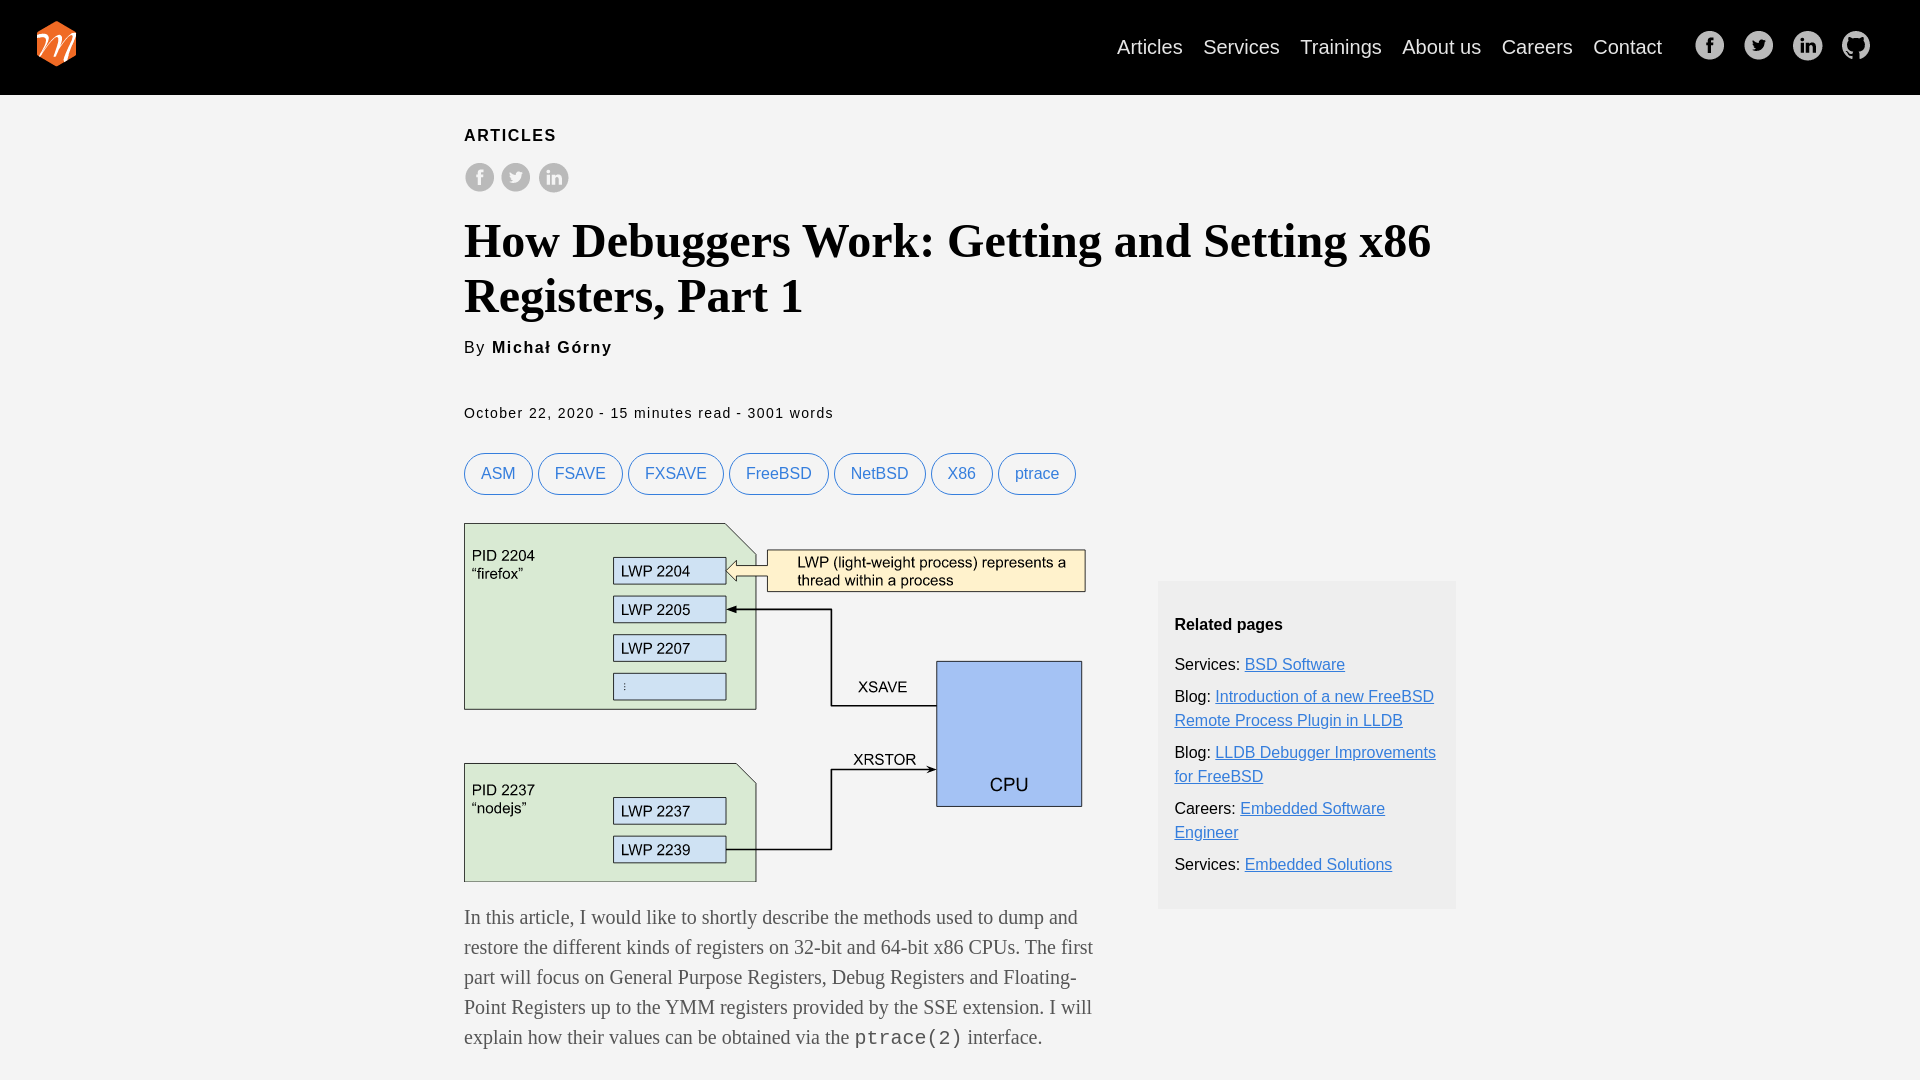 m
Articles Services Trainings About us Careers Contact
ARTICLES
How Debuggers Work: Getting and Setting x86
Registers, Part 1
By Michał Górny
October 22, 2020 - 15 minutes read - 3001 words
ASM FSAVE FXSAVE FreeBSD NetBSD X86 ptrace
PID 2204
“firefox”
LWP 2204
LWP (light-weight process) represents a
thread within a process
LWP 2205
LWP 2207
⋮
XSAVE
XRSTOR
CPU
PID 2237
“nodejs”
LWP 2237
LWP 2239
In this article, I would like to shortly describe the methods used to dump and
restore the different kinds of registers on 32-bit and 64-bit x86 CPUs. The first
part will focus on General Purpose Registers, Debug Registers and Floating-
Point Registers up to the YMM registers provided by the SSE extension. I will
explain how their values can be obtained via the ptrace(2) interface.
Related pages
Services: BSD Software
Blog: Introduction of a new FreeBSD
Remote Process Plugin in LLDB
Blog: LLDB Debugger Improvements
for FreeBSD
Careers: Embedded Software
Engineer
Services: Embedded Solutions